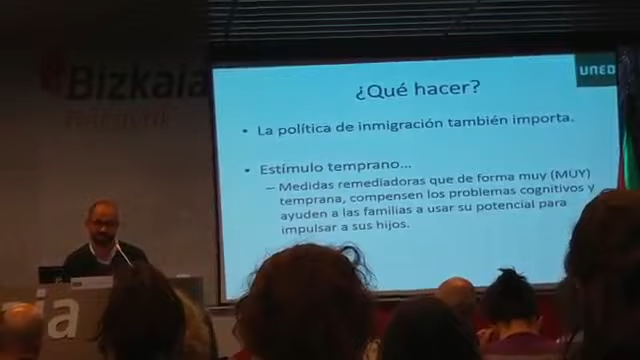 Bizkaia
UNED
¿Qué hacer?
• La política de inmigración también importa.
• Estímulo temprano...
– Medidas remediadoras que de forma muy (MUY)
temprana, compensen los problemas cognitivos y
ayuden a las familias a usar su potencial para
impulsar a sus hijos.
ia